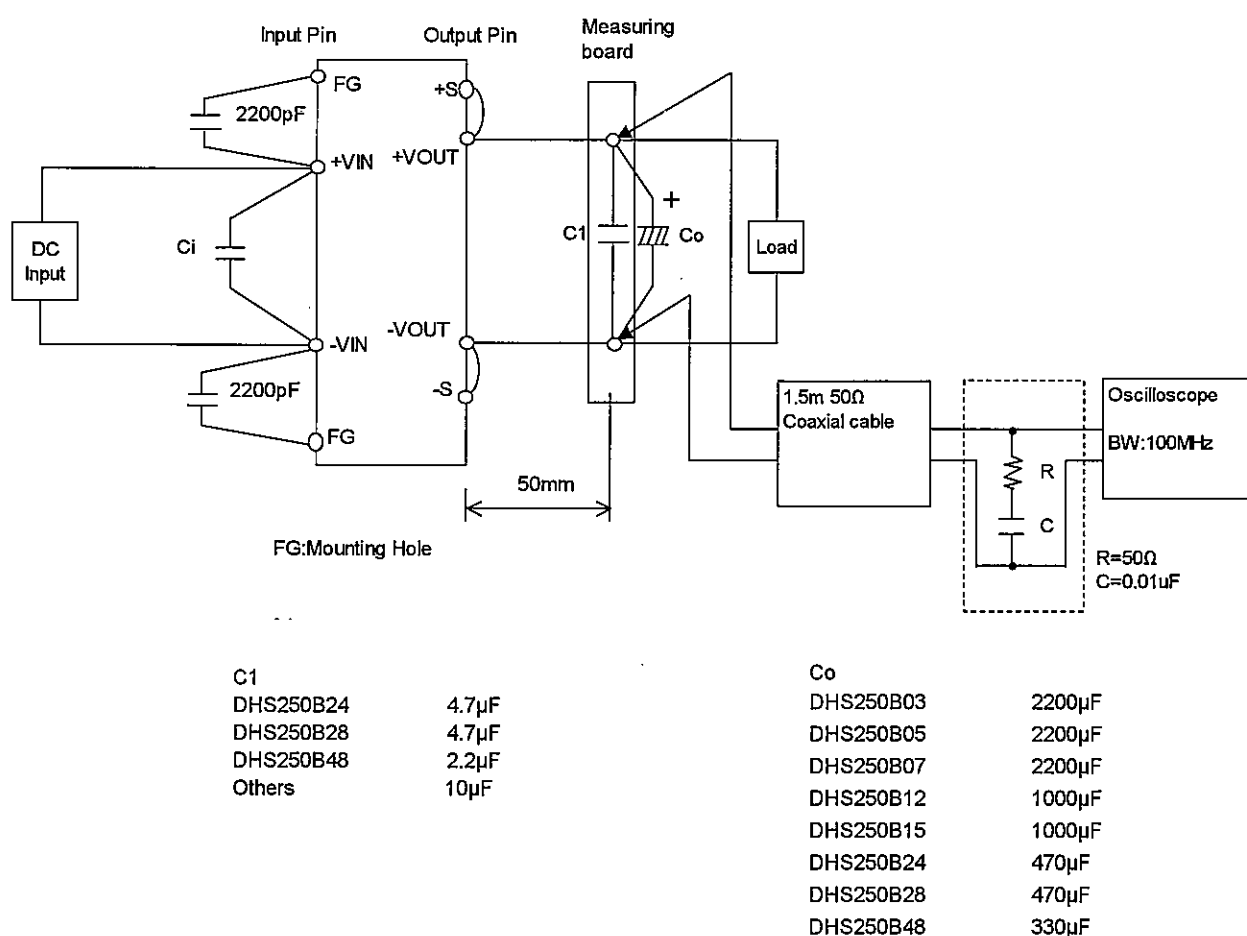 Input Pin
Output Pin
Measuring
board
FG
+S
2200pF
+VIN
+VOUT
+
Ci
C1
Co
DC
Input
Load
-VOUT
-VIN
2200pF
-S
FG
1.5m 50Ω
Coaxial cable
Oscilloscope
BW:100MHz
R
C
50mm
R=50Ω
C=0.01uF
FG:Mounting Hole
C1
DHS250B24 4.7µF
DHS250B28 4.7µF
DHS250B48 2.2µF
Others 10µF
Co
DHS250B03 2200µF
DHS250B05 2200µF
DHS250B07 2200µF
DHS250B12 1000µF
DHS250B15 1000µF
DHS250B24 470µF
DHS250B28 470µF
DHS250B48 330µF